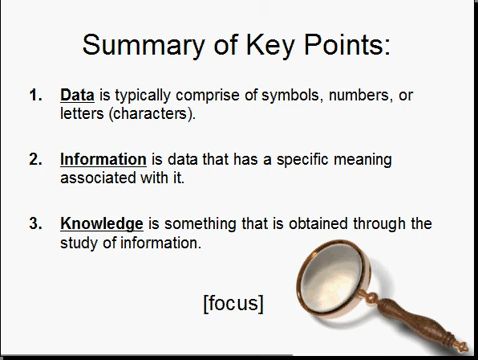 Summary of Key Points:
1. Data is typically comprise of symbols, numbers, or
letters (characters).
2. Information is data that has a specific meaning
associated with it.
3. Knowledge is something that is obtained through the
study of information.
[focus]